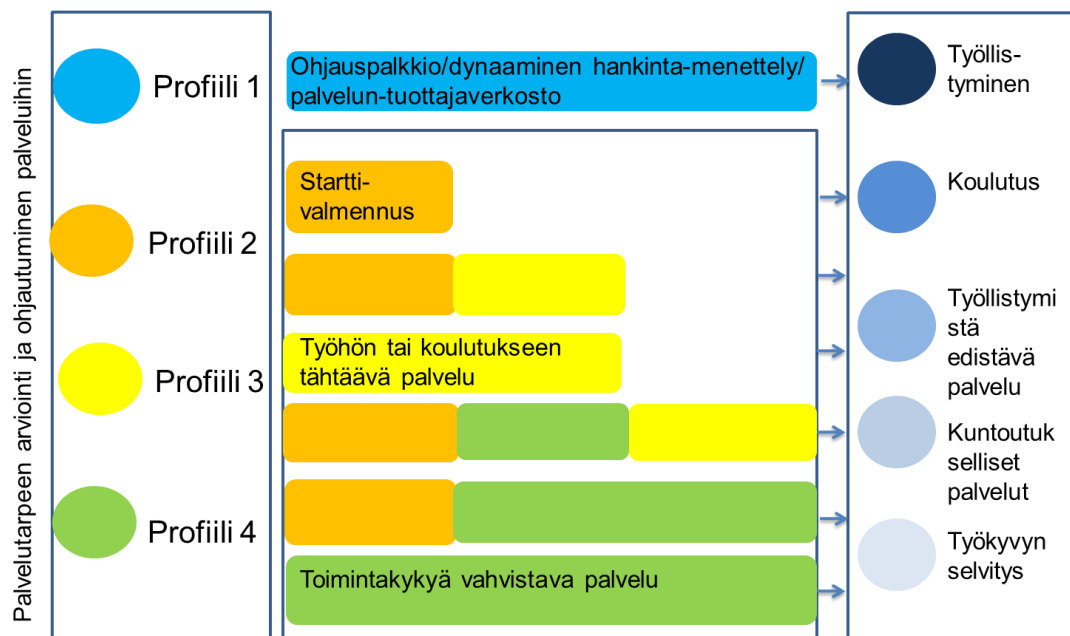 Palvelutarpeen arviointi ja ohjautuminen palveluihin
Profiili 1
Profiili 2
Profiili 3
Profiili 4
Ohjauspalkkio/dynaaminen hankinta-menettely/
palvelun-tuottajaverkosto
Startti-
valmennus
Työhön tai koulutukseen
tähtäävä palvelu
Toimintakykyä vahvistava palvelu
Työllis-
tyminen
Koulutus
Työllistymi
stä
edistävä
palvelu
Kuntoutuk
selliset
palvelut
Työkyvyn
selvitys